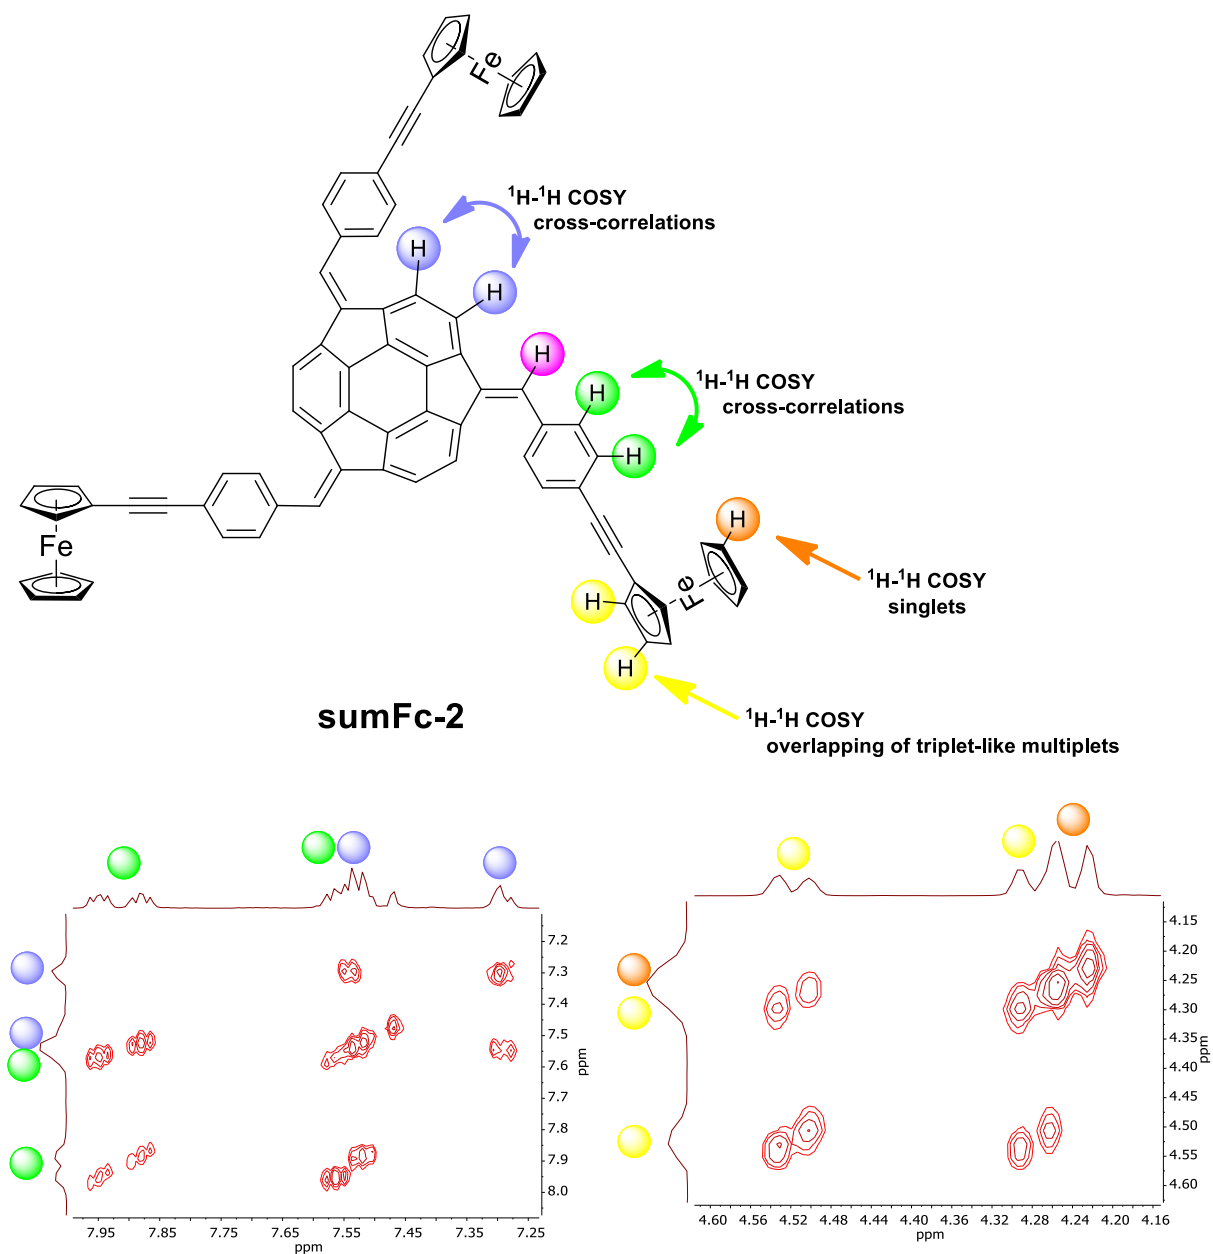 Fe
¹H-¹H COSY
cross-correlations
H
H
H
¹H-¹H COSY
cross-correlations
H
H
H
Fe
¹H-¹H COSY
singlets
H
Fe
H
sumFc-2
¹H-¹H COSY
overlapping of triplet-like multiplets
7.2
7.3
7.4
7.5
7.6
7.7
7.8
7.9
8.0
ppm
7.95 7.85 7.75 7.65 7.55 7.45 7.35 7.25
ppm
4.15
4.20
4.25
4.30
4.35
4.40
4.45
4.50
4.55
4.60
ppm
4.60 4.56 4.52 4.48 4.44 4.40 4.36 4.32 4.28 4.24 4.20 4.16
ppm